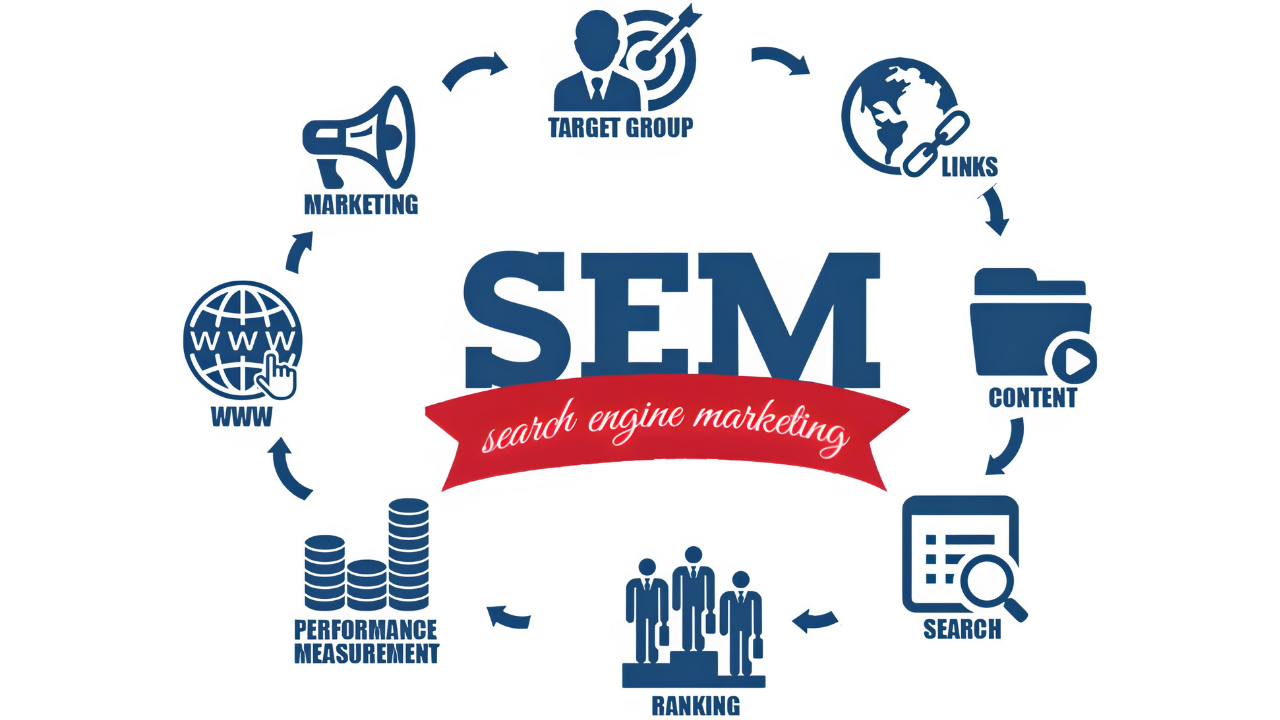 TARGET GROUP
LINKS
CONTENT
SEARCH
RANKING
PERFORMANCE
MEASUREMENT
WWW
WWW
MARKETING
SEM
search engine marketing